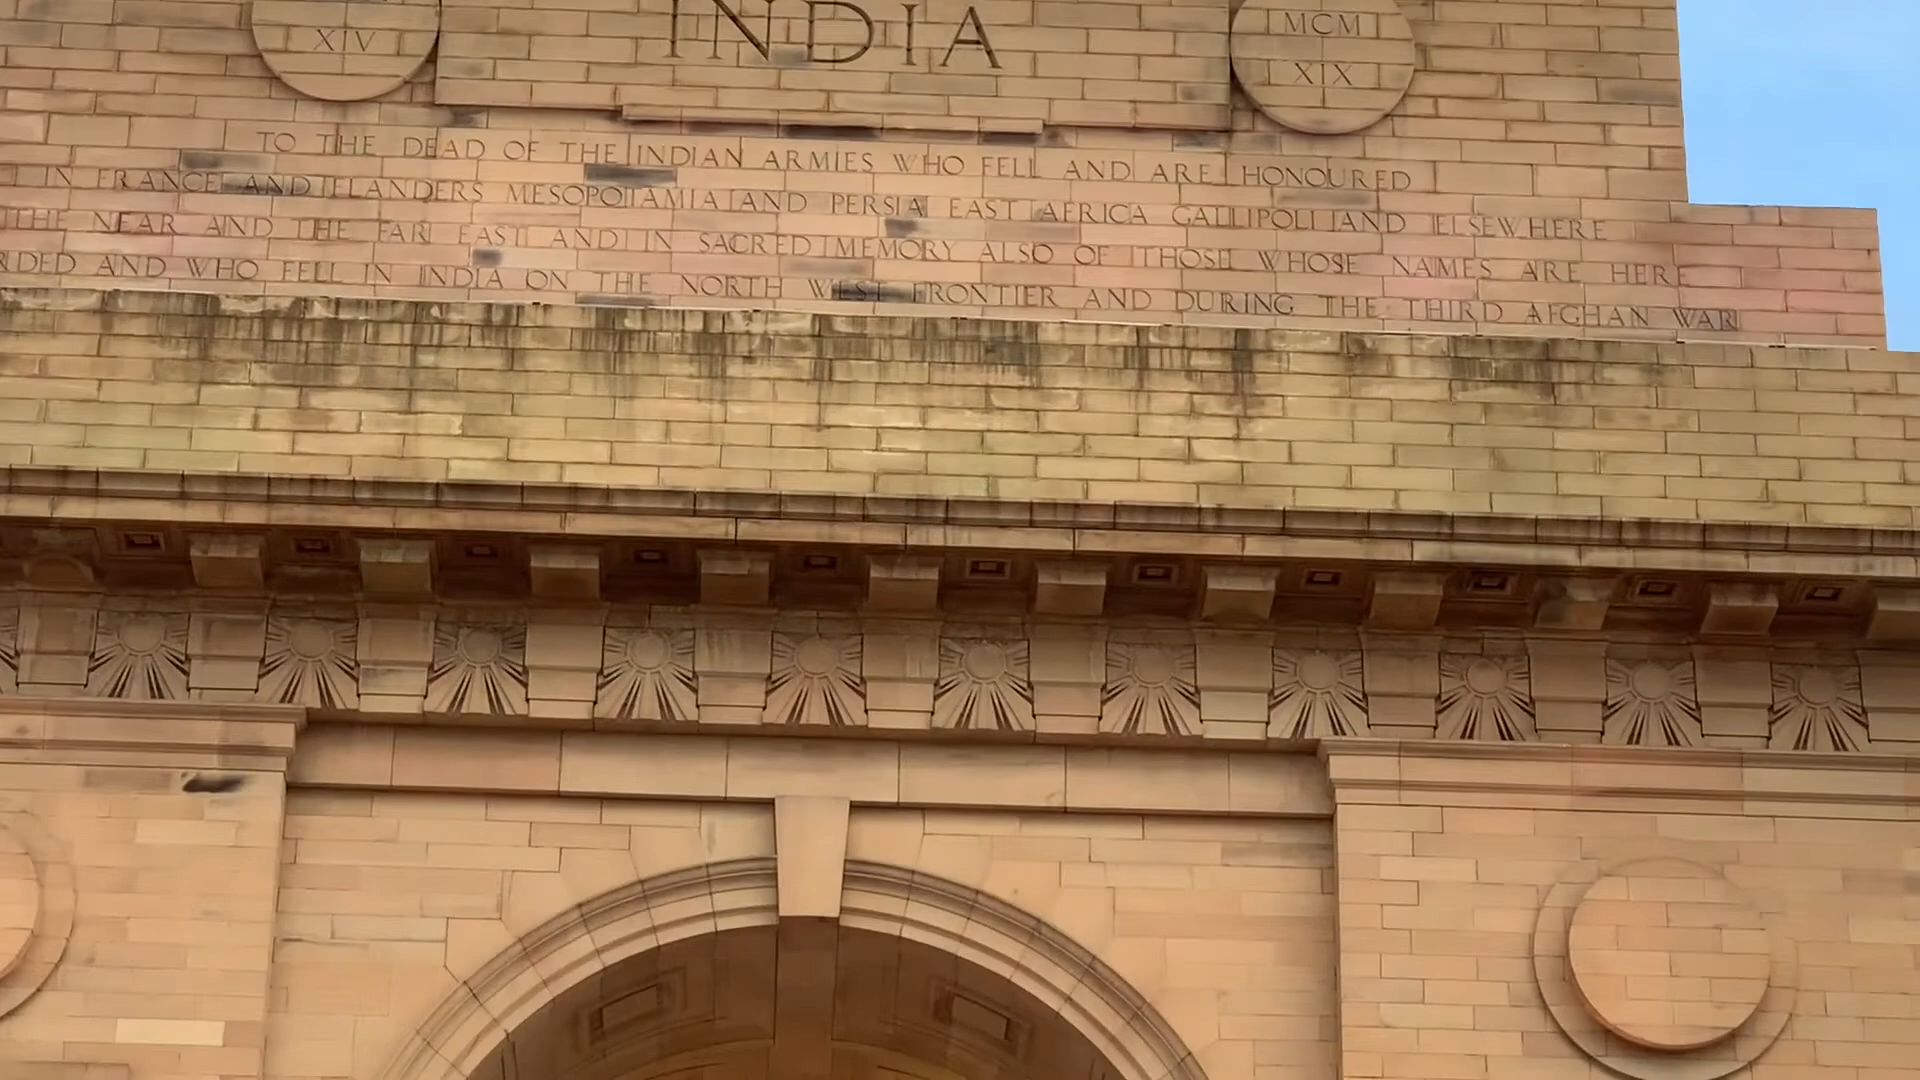 INDIA
MCM
XIV
XIX
TO THE DEAD OF THE INDIAN ARMIES WHO FELL AND ARE HONOURED
IN FRANCE AND FLANDERS MESOPOTAMIA AND PERSIA EAST AFRICA GALLIPOLI AND ELSEWHERE
THE NEAR AND THE FAR EAST AND IN SACRED MEMORY ALSO OF THOSE WHOSE NAMES ARE HERE
RDED AND WHO FELL IN INDIA ON THE NORTH WEST FRONTIER AND DURING THE THIRD AFGHAN WAR